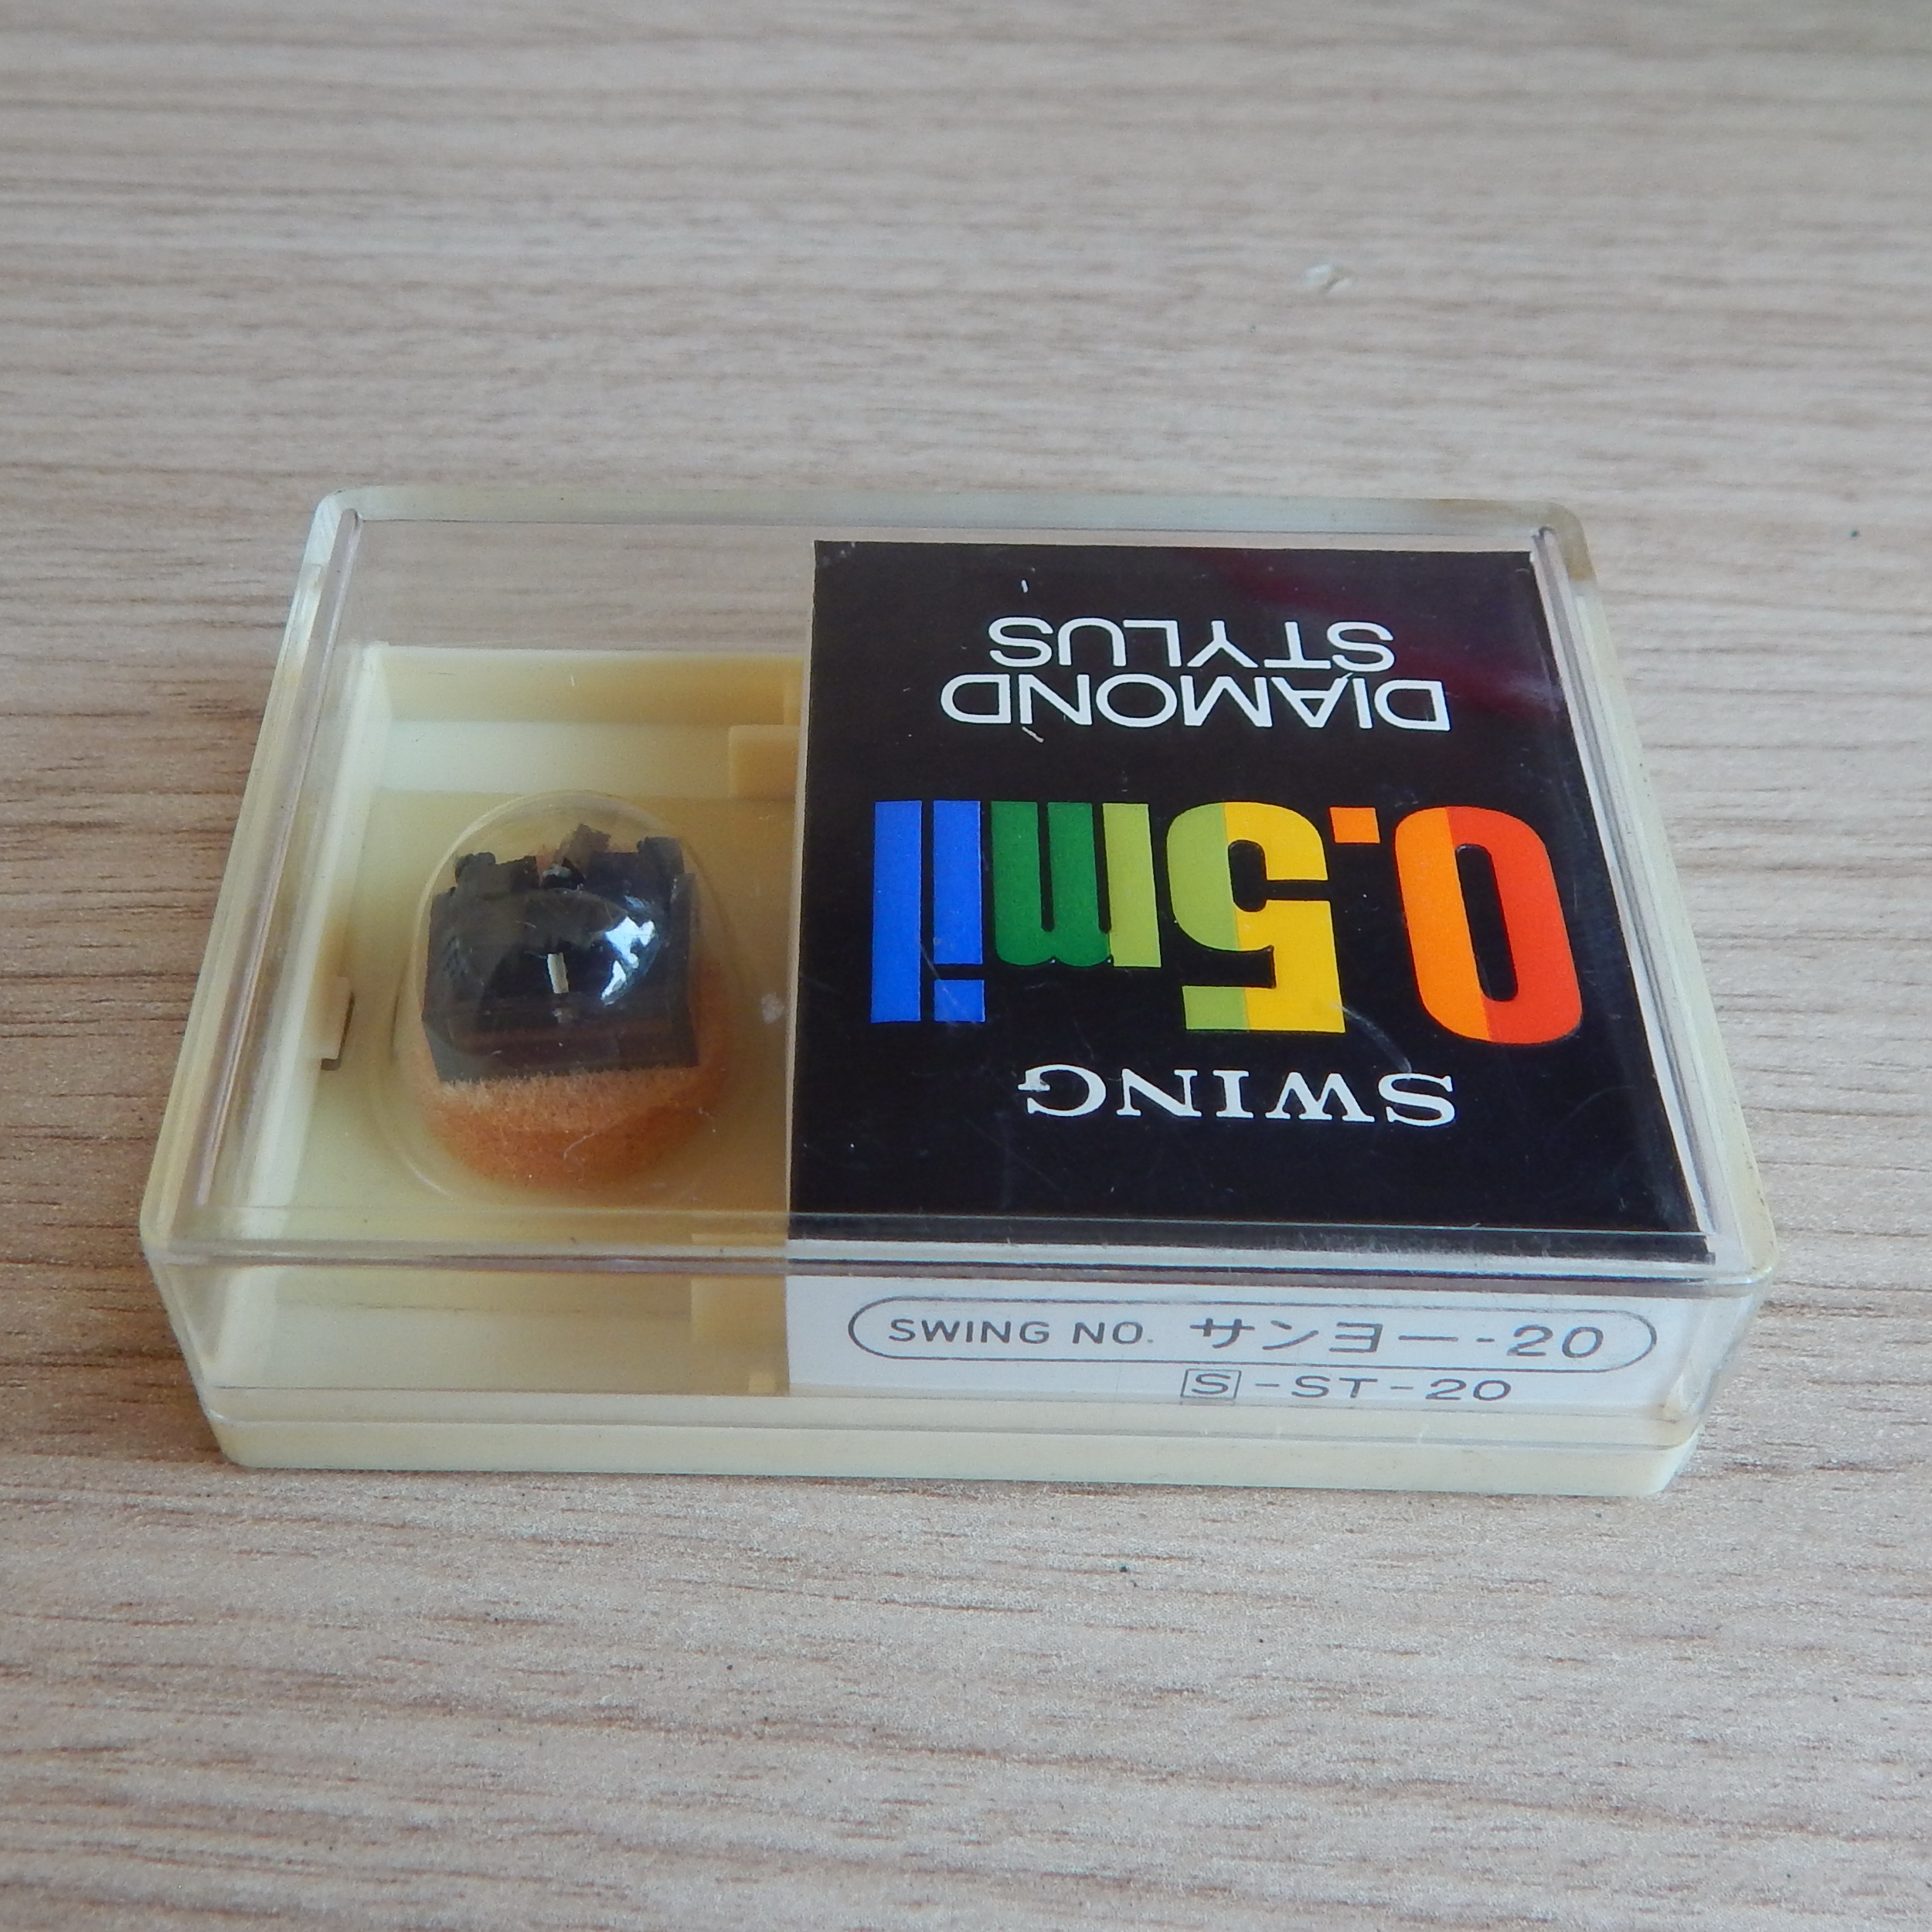 SWING
0.5mil
DIAMOND
STYLUS
SWING NO. サンヨー-20
S-ST-20